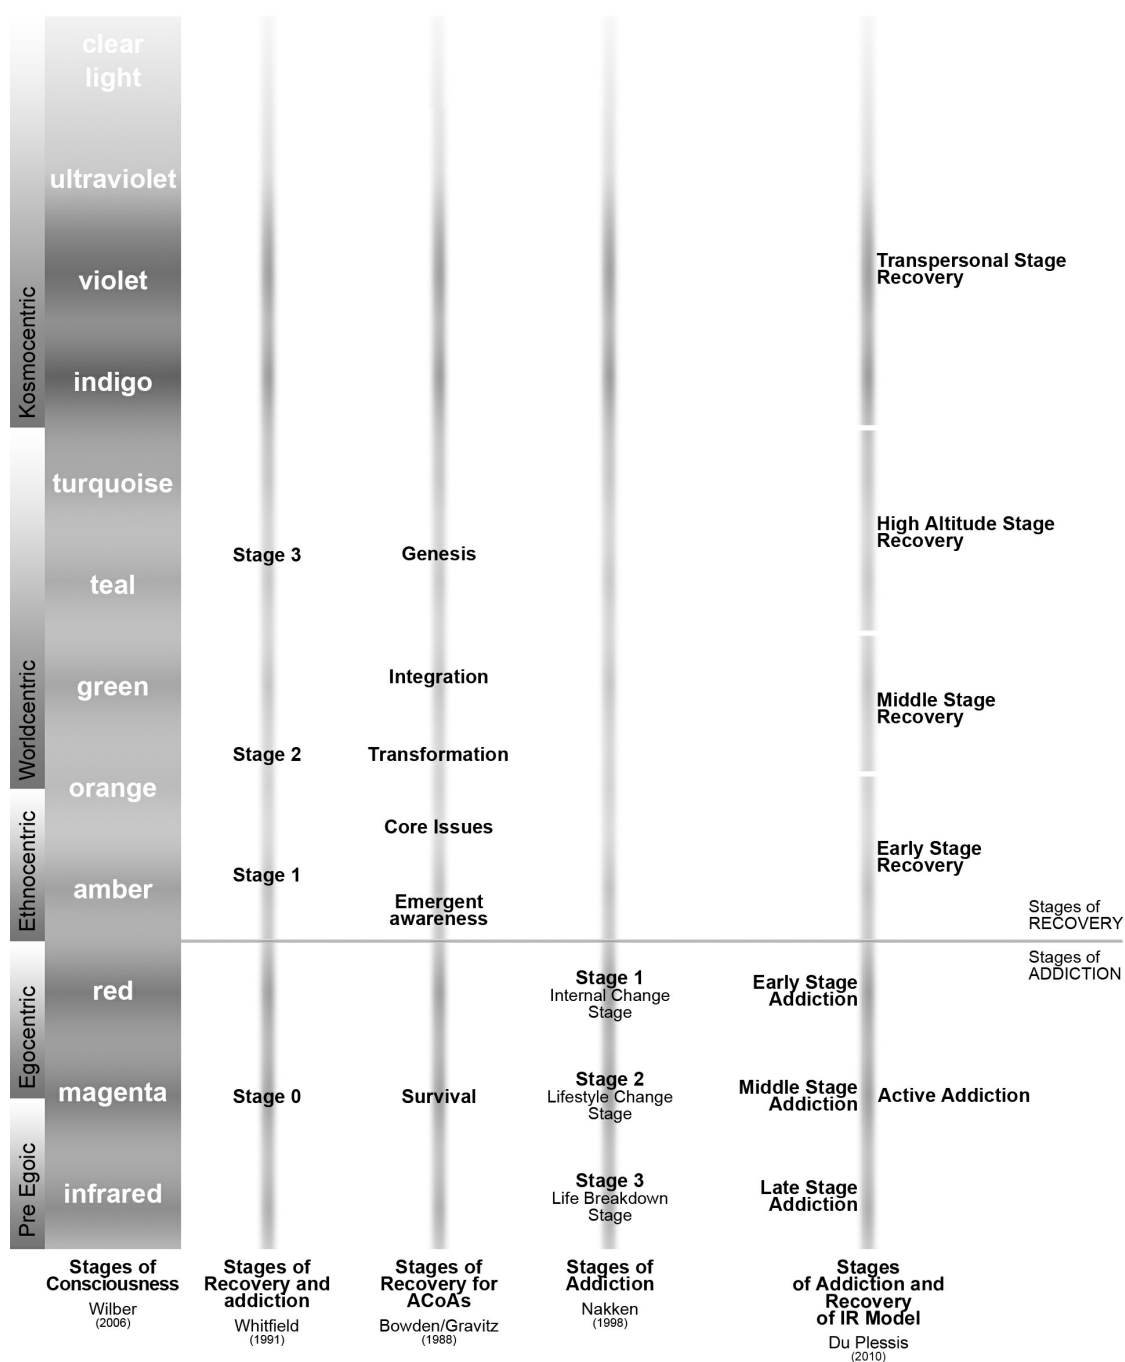 clear
light
ultraviolet
violet
indigo
turquoise
teal
green
orange
amber
red
magenta
infrared
Kosmocentric
Worldcentric
Ethnocentric
Egocentric
Pre Egoic
Stage 3
Stage 2
Stage 1
Stage 0
Genesis
Integration
Transformation
Core Issues
Emergent
awareness
Survival
Stage 1
Internal Change
Stage
Stage 2
Lifestyle Change
Stage
Stage 3
Life Breakdown
Stage
Transpersonal Stage
Recovery
High Altitude Stage
Recovery
Middle Stage
Recovery
Early Stage
Recovery
Stages of
RECOVERY
Stages of
ADDICTION
Early Stage
Addiction
Middle Stage
Addiction
Active Addiction
Late Stage
Addiction
Stages of
Consciousness
Wilber
(2006)
Stages of
Recovery and
addiction
Whitfield
(1991)
Stages of
Recovery for
ACoAs
Bowden/Gravitz
(1988)
Stages of
Addiction
Nakken
(1998)
Stages
of Addiction and
Recovery
of IR Model
Du Plessis
(2010)